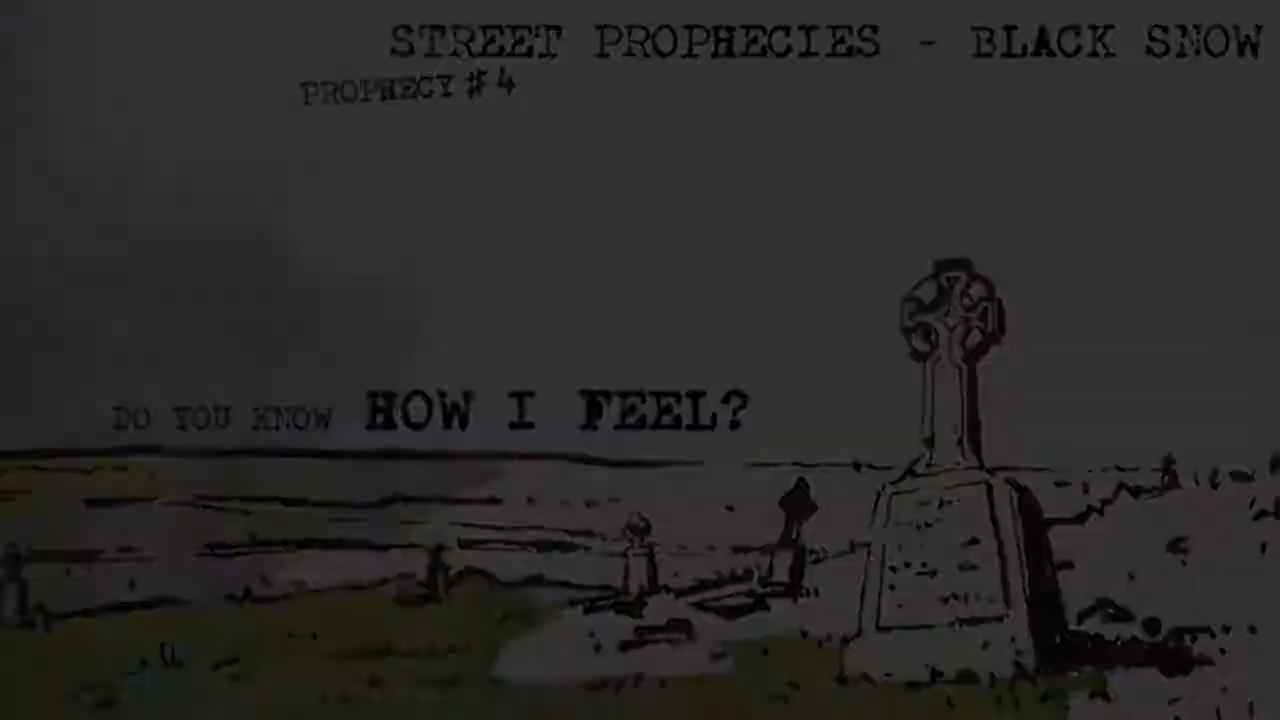 STREET PROPHECIES - BLACK SNOW
PROPHECY #4
DO YOU KNOW HOW I FEEL?